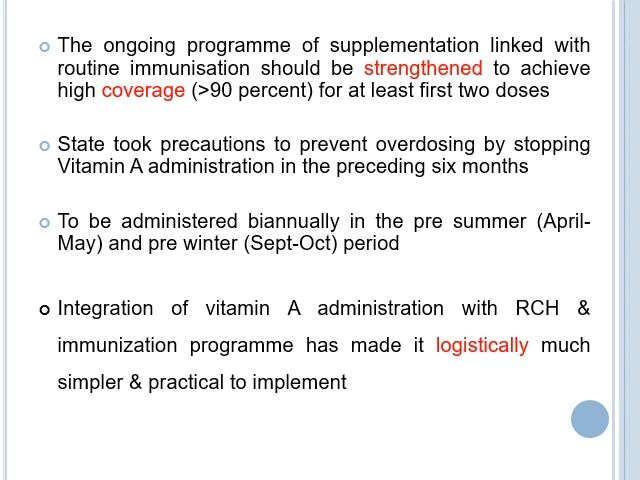 The ongoing programme of supplementation linked with
routine immunisation should be strengthened to achieve
high coverage (>90 percent) for at least first two doses
State took precautions to prevent overdosing by stopping
Vitamin A administration in the preceding six months
To be administered biannually in the pre summer (April-
May) and pre winter (Sept-Oct) period
Integration of vitamin A administration with RCH &
immunization programme has made it logistically much
simpler & practical to implement